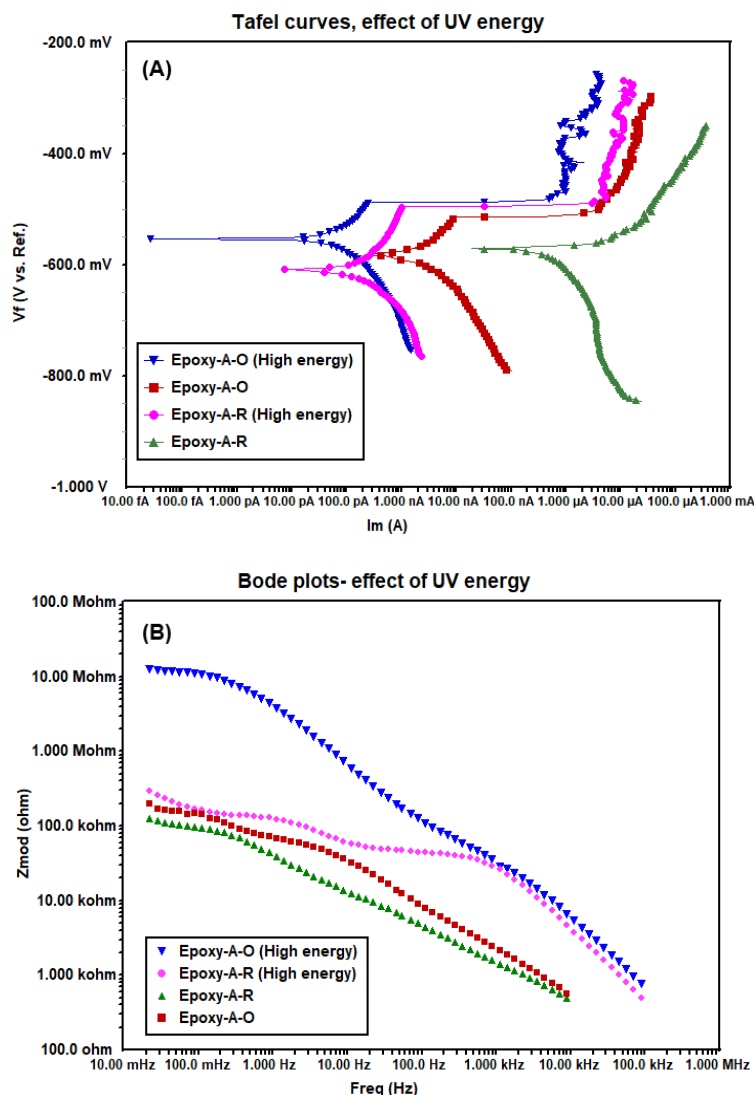 Tafel curves, effect of UV energy
(A)
-200.0 mV
-400.0 mV
-600.0 mV
-800.0 mV
-1.000 V
Vf (V vs. Ref.)
Epoxy-A-O (High energy)
Epoxy-A-O
Epoxy-A-R (High energy)
Epoxy-A-R
10.00 fA 100.0 fA 1.000 pA 10.00 pA 100.0 pA 1.000 nA 10.00 nA 100.0 nA 1.000 µA 10.00 µA 100.0 µA 1.000 mA
Im (A)
Bode plots- effect of UV energy
(B)
100.0 Mohm
10.00 Mohm
1.000 Mohm
100.0 kohm
10.00 kohm
1.000 kohm
100.0 ohm
Zmod (ohm)
Epoxy-A-O (High energy)
Epoxy-A-R (High energy)
Epoxy-A-R
Epoxy-A-O
10.00 mHz 100.0 mHz 1.000 Hz 10.00 Hz 100.0 Hz 1.000 kHz 10.00 kHz 100.0 kHz 1.000 MHz
Freq (Hz)